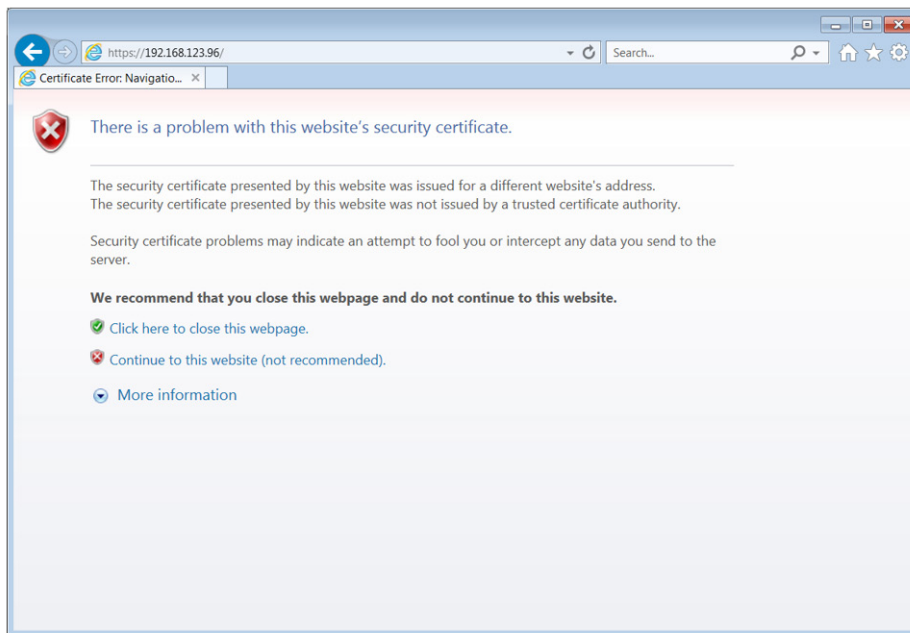 https://192.168.123.96/
Search...
Certificate Error: Navigatio...
There is a problem with this website's security certificate.
The security certificate presented by this website was issued for a different website's address.
The security certificate presented by this website was not issued by a trusted certificate authority.
Security certificate problems may indicate an attempt to fool you or intercept any data you send to the
server.
We recommend that you close this webpage and do not continue to this website.
Click here to close this webpage.
Continue to this website (not recommended).
More information